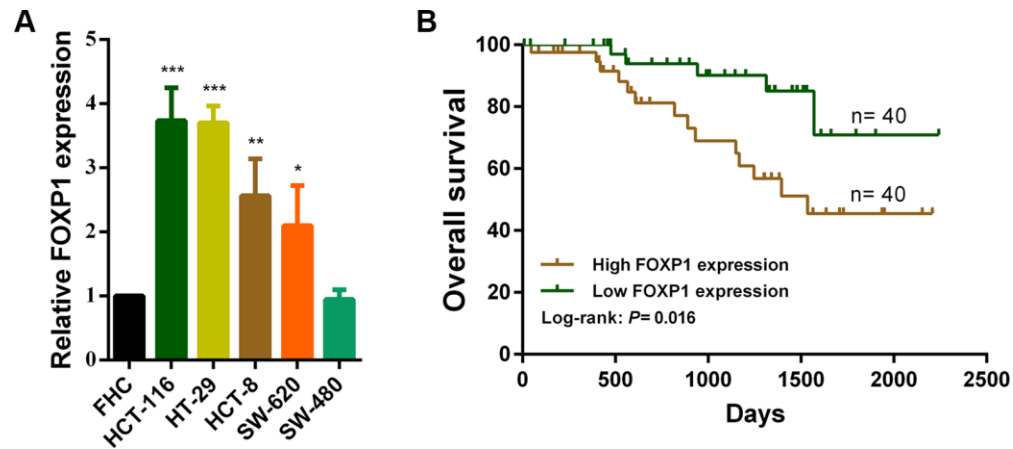 A
Relative FOXP1 expression
5
4
3
2
1
0
***
***
**
*
FHC
HCT-116
HT-29
HCT-8
SW-620
SW-480
B
Overall survival
100
80
60
40
20
0
n= 40
n= 40
High FOXP1 expression
Low FOXP1 expression
Log-rank: P= 0.016
0 500 1000 1500 2000 2500
Days